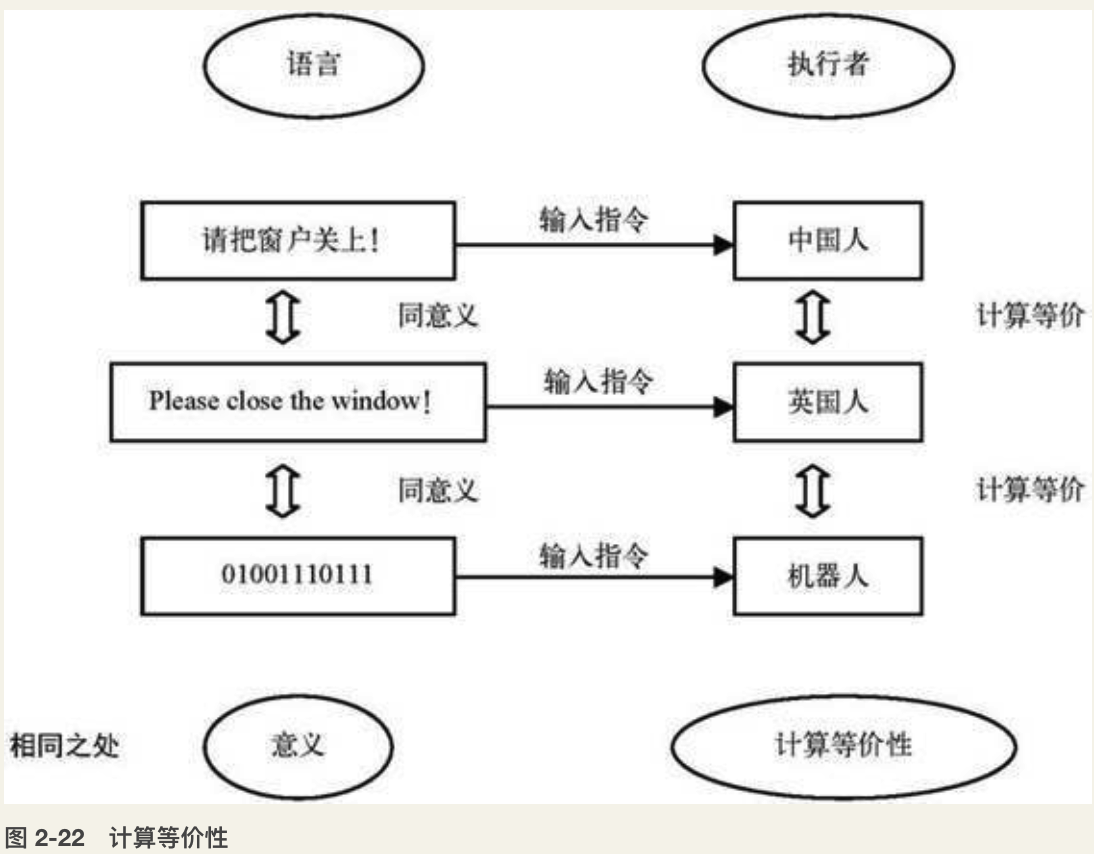 语言 执行者
请把窗户关上! 输入指令 中国人
同意义 计算等价
Please close the window! 输入指令 英国人
同意义 计算等价
01001110111 输入指令 机器人
相同之处 意义 计算等价性
图 2-22 计算等价性